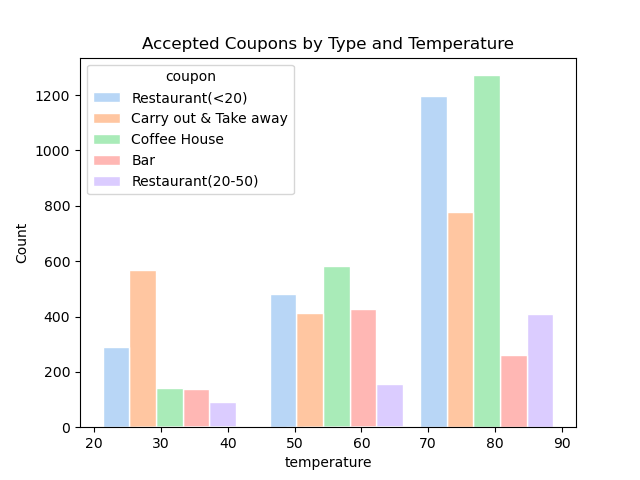 Accepted Coupons by Type and Temperature
coupon
Restaurant(<20)
Carry out & Take away
Coffee House
Bar
Restaurant(20-50)
Count
1200
1000
800
600
400
200
0
20 30 40 50 60 70 80 90
temperature